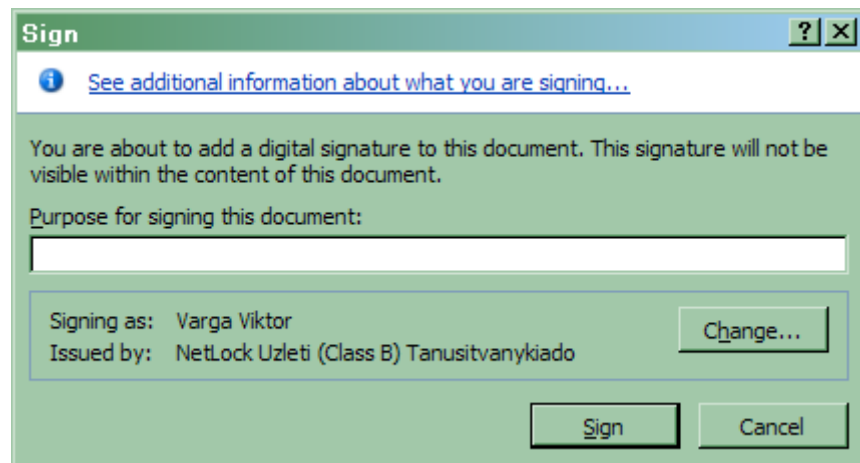 Sign
See additional information about what you are signing...
You are about to add a digital signature to this document. This signature will not be
visible within the content of this document.
Purpose for signing this document:
Signing as: Varga Viktor
Change...
Issued by: NetLock Uzleti (Class B) Tanusitvanykiado
Sign Cancel